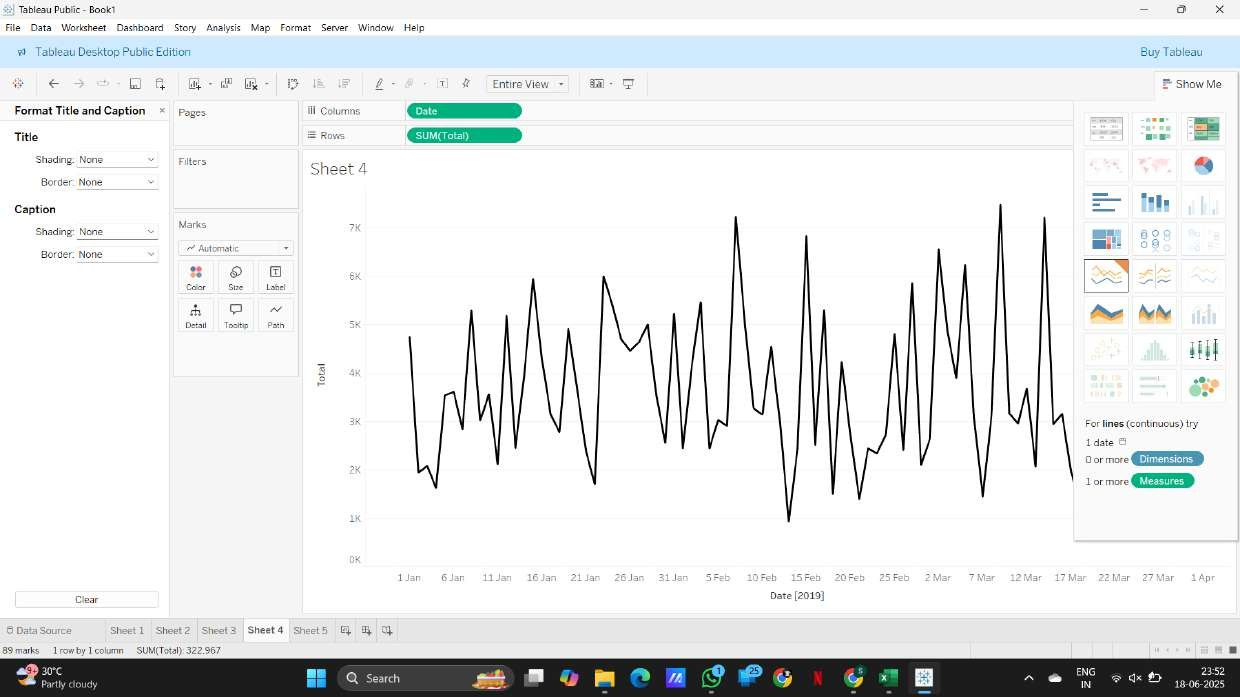 Tableau Public - Book1
File Data Worksheet Dashboard Story Analysis Map Format Server Window Help
Tableau Desktop Public Edition
Buy Tableau
Entire View
Show Me
Format Title and Caption
Title
Shading: None
Border: None
Caption
Shading: None
Border: None
Clear
Pages
Filters
Marks
Automatic
Color Size Label
Detail Tooltip Path
Columns Date
Rows SUM(Total)
Sheet 4
7K
6K
5K
4K
3K
2K
1K
0K
Total
1 Jan 6 Jan 11 Jan 16 Jan 21 Jan 26 Jan 31 Jan 5 Feb 10 Feb 15 Feb 20 Feb 25 Feb 2 Mar 7 Mar 12 Mar 17 Mar 22 Mar 27 Mar 1 Apr
Date [2019]
For lines (continuous) try
1 date
0 or more Dimensions
1 or more Measures
Data Source Sheet 1 Sheet 2 Sheet 3 Sheet 4 Sheet 5
89 marks 1 row by 1 column SUM(Total): 322,967
9+
30°C
Partly cloudy
Search
1
25
S
ENG
IN
23:52
18-06-2025